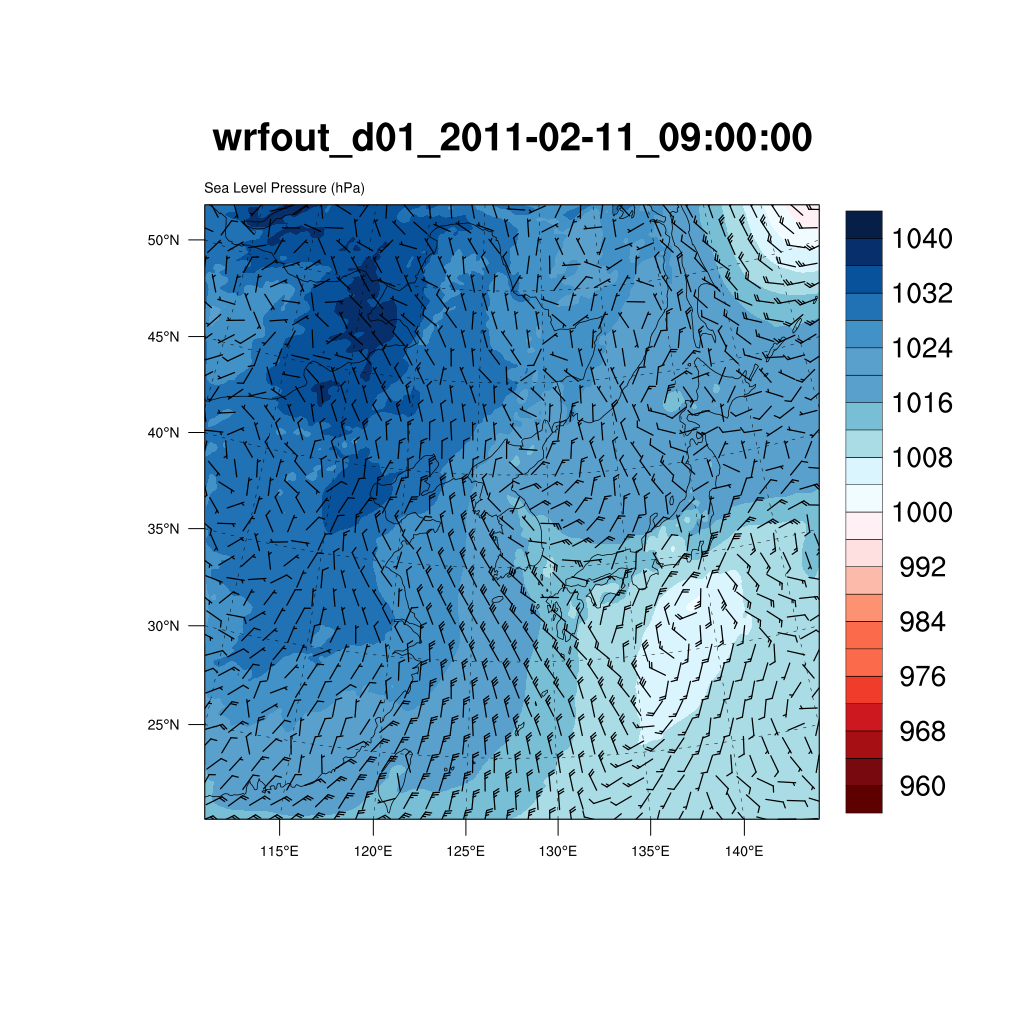 wrfout_d01_2011-02-11_09:00:00
Sea Level Pressure (hPa)
50°N
45°N
40°N
35°N
30°N
25°N
115°E
120°E
125°E
130°E
135°E
140°E
1040
1032
1024
1016
1008
1000
992
984
976
968
960